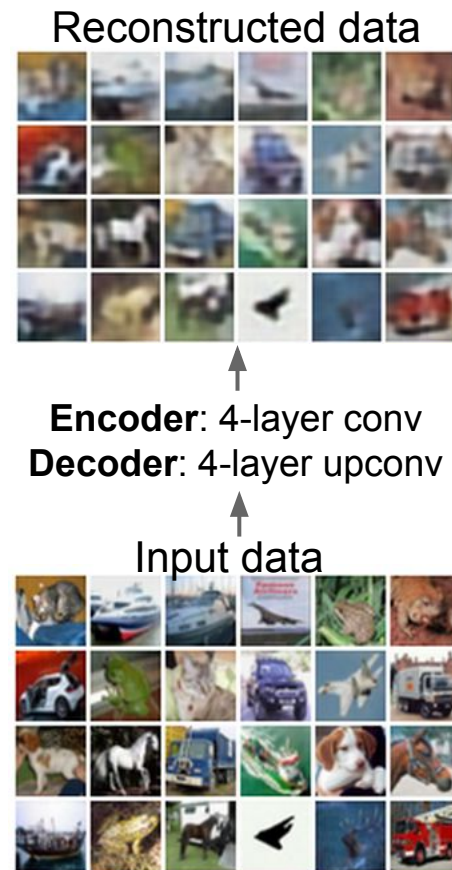 Reconstructed data
Encoder: 4-layer conv
Decoder: 4-layer upconv
Input data